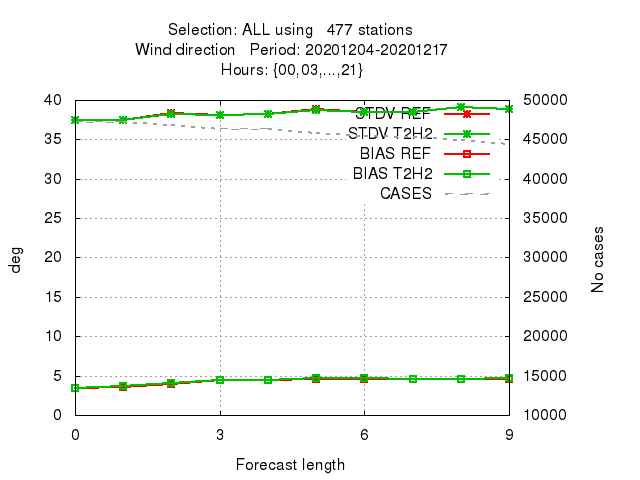 Selection: ALL using 477 stations
Wind direction Period: 20201204-20201217
Hours: {00,03,...,21}
40 50000
STDV REF
STDV T2H2
35 45000
BIAS REF
BIAS T2H2
30 40000
CASES
25 35000
20 30000
deg No cases
15 25000
10 20000
5 15000
0 10000
0 3 6 9
Forecast length